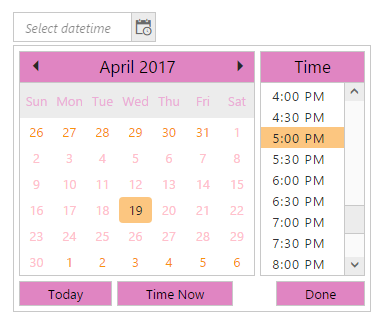 Select datetime
April 2017
Sun Mon Tue Wed Thu Fri Sat
26 27 28 29 30 31 1
2 3 4 5 6 7 8
9 10 11 12 13 14 15
16 17 18 19 20 21 22
23 24 25 26 27 28 29
30 1 2 3 4 5 6
Time
4:00 PM
4:30 PM
5:00 PM
5:30 PM
6:00 PM
6:30 PM
7:00 PM
7:30 PM
8:00 PM
Today Time Now Done